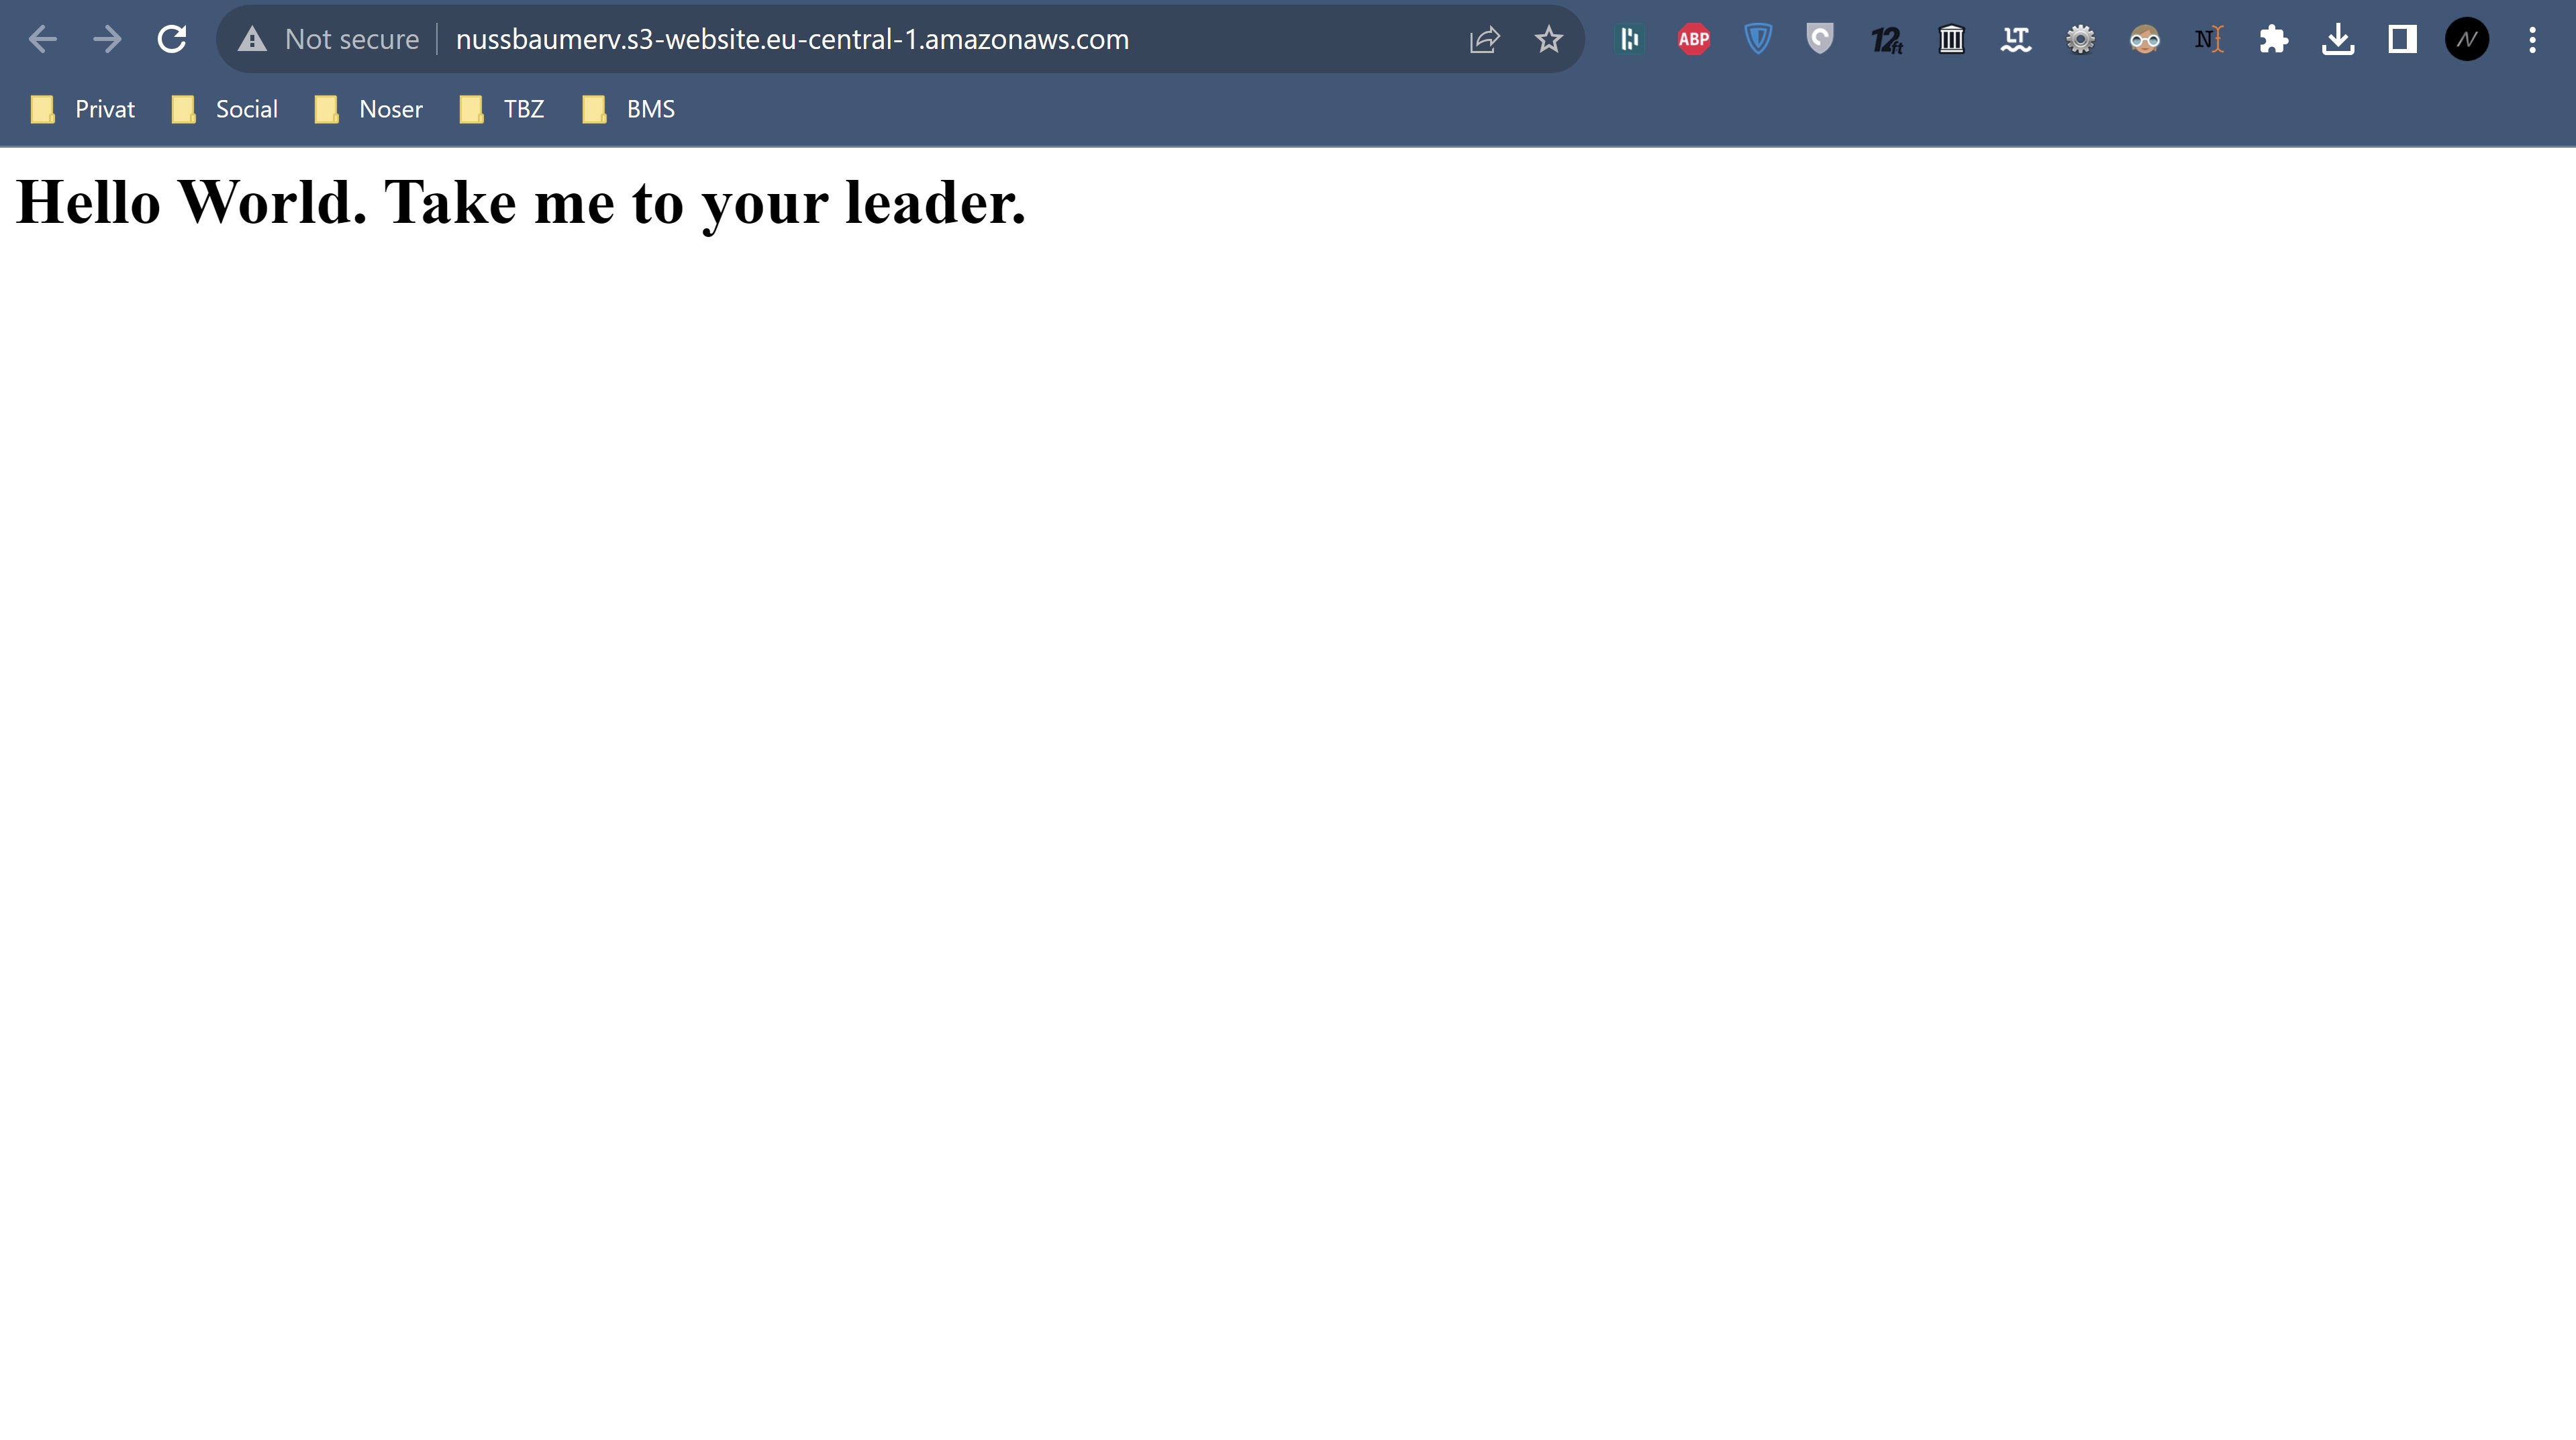 Not secure nussbaumerv.s3-website.eu-central-1.amazonaws.com ABP 12ft LT N N
Privat Social Noser TBZ BMS
Hello World. Take me to your leader.